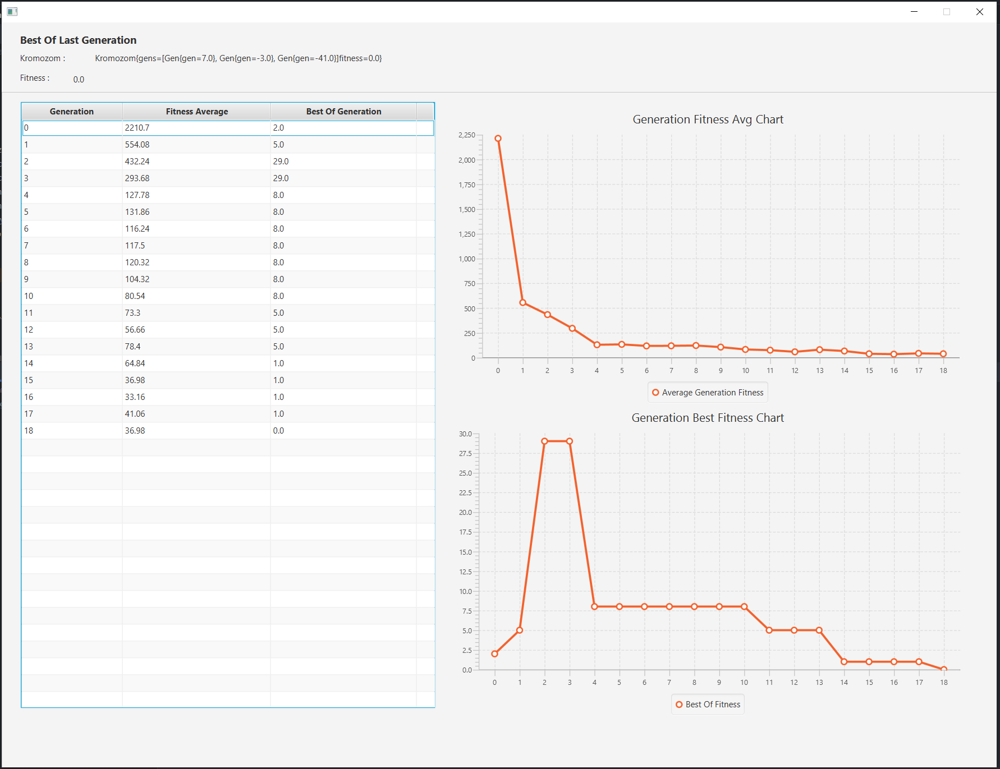 Best Of Last Generation
Kromozom : Kromozom{gens=[Gen{gen=7.0}, Gen{gen=-3.0}, Gen{gen=-41.0}]fitness=0.0}
Fitness : 0.0
Generation Fitness Average Best Of Generation
0 2210.7 2.0
1 554.08 5.0
2 432.24 29.0
3 293.68 29.0
4 127.78 8.0
5 131.86 8.0
6 116.24 8.0
7 117.5 8.0
8 120.32 8.0
9 104.32 8.0
10 80.54 8.0
11 73.3 5.0
12 56.66 5.0
13 78.4 5.0
14 64.84 1.0
15 36.98 1.0
16 33.16 1.0
17 41.06 1.0
18 36.98 0.0
Generation Fitness Avg Chart
2,250
2,000
1,750
1,500
1,250
1,000
750
500
250
0
0 1 2 3 4 5 6 7 8 9 10 11 12 13 14 15 16 17 18
Average Generation Fitness
Generation Best Fitness Chart
30.0
27.5
25.0
22.5
20.0
17.5
15.0
12.5
10.0
7.5
5.0
2.5
0.0
0 1 2 3 4 5 6 7 8 9 10 11 12 13 14 15 16 17 18
Best Of Fitness